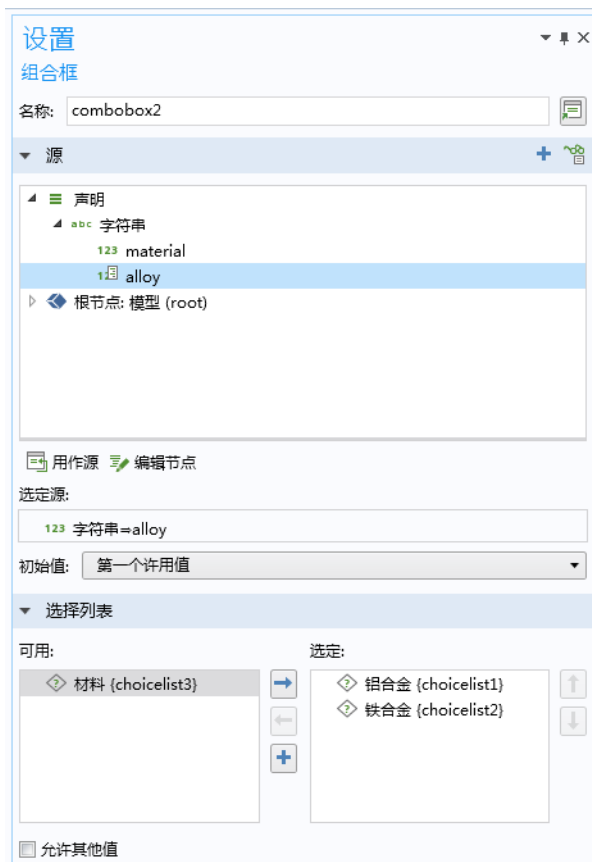 设置
组合框
名称: combobox2
源
声明
abc 字符串
123 material
alloy
根节点: 模型 (root)
用作源 编辑节点
选定源:
123 字符串⇒alloy
初始值: 第一个许用值
选择列表
可用: 选定:
材料 {choicelist3} 铝合金 {choicelist1}
铁合金 {choicelist2}
允许其他值